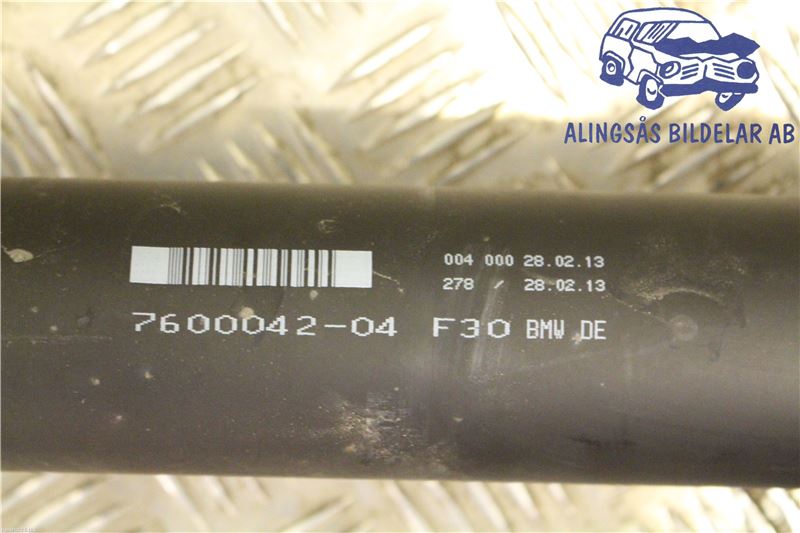 ALINGSÅS BILDELAR AB
004 000 28.02.13
278 / 28.02.13
7600042-04 F30 BMW DE